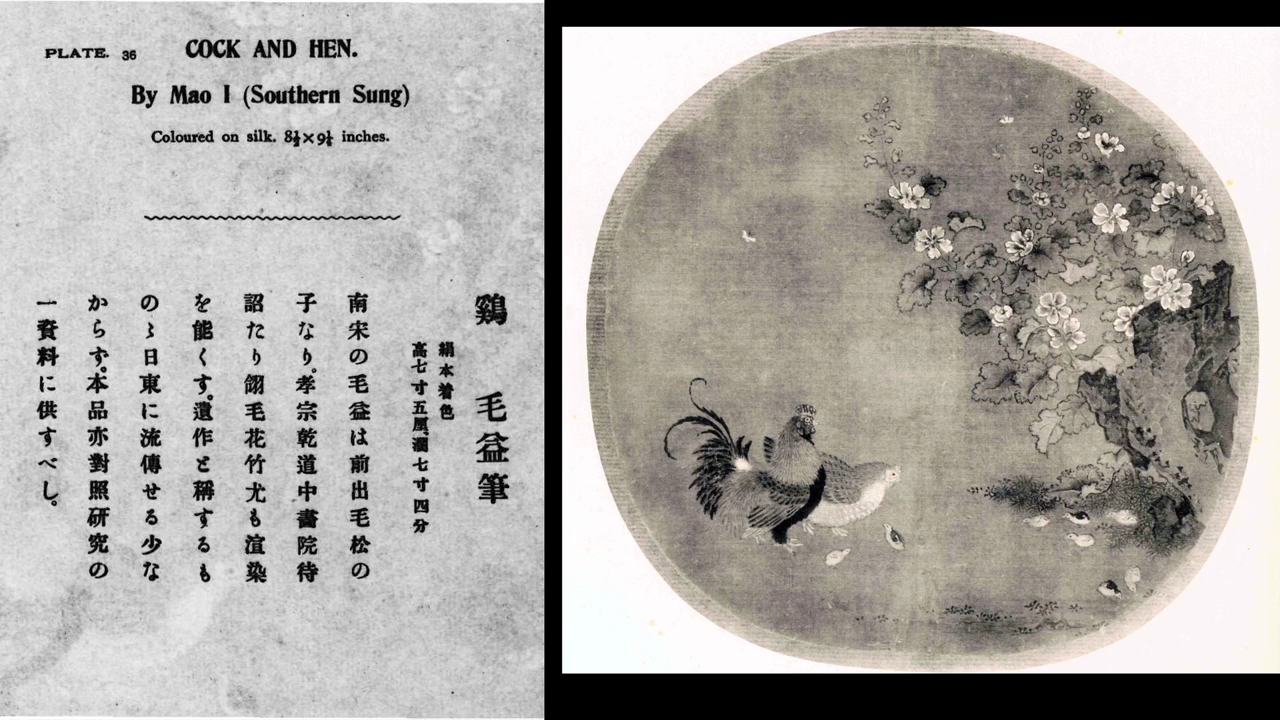 PLATE. 36 COCK AND HEN.
By Mao I (Southern Sung)
Coloured on silk. 8½×9¼ inches.
鷄 毛益筆
絹本着色
高七寸五厘、濶七寸四分
南宋の毛益は前出毛松の
子なり。孝宗乾道中畫院待
詔たり翎毛花竹尤も渲染
を能くす。遺作と稱するも
のゝ日東に流傳せる少な
からず。本品亦對照研究の
一資料に供すべし。